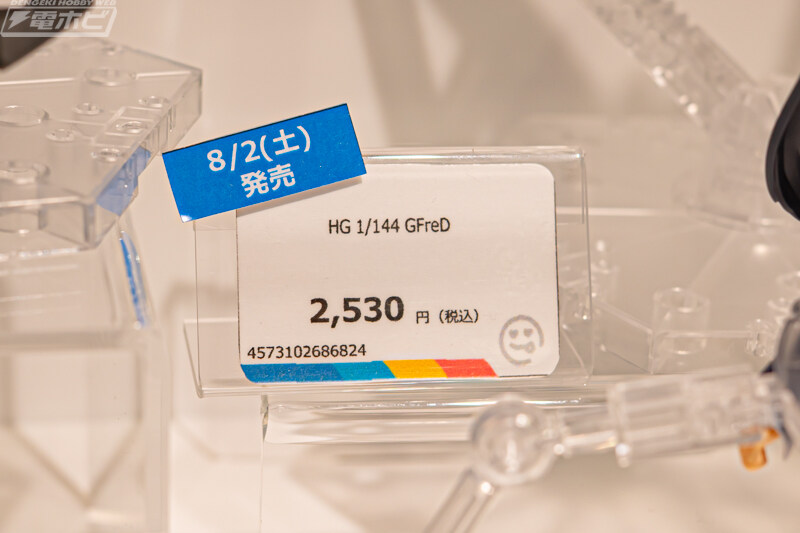 DENGEKI HOBBY WEB
電ホビ
8/2(土)
発売
HG 1/144 GFreD
2,530 円 (税込)
4573102686824